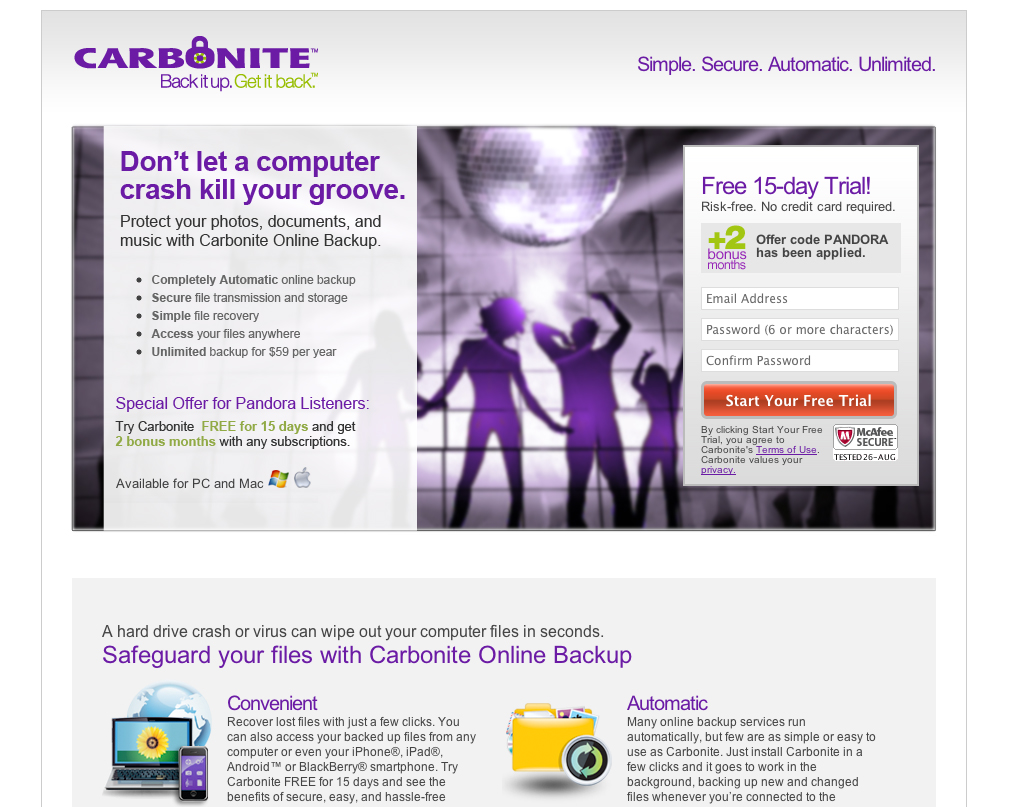 CARBONITE™
Back it up. Get it back.™
Simple. Secure. Automatic. Unlimited.
Don't let a computer
crash kill your groove.
Protect your photos, documents, and
music with Carbonite Online Backup.
• Completely Automatic online backup
• Secure file transmission and storage
• Simple file recovery
• Access your files anywhere
• Unlimited backup for $59 per year
Special Offer for Pandora Listeners:
Try Carbonite FREE for 15 days and get
2 bonus months with any subscriptions.
Available for PC and Mac
Free 15-day Trial!
Risk-free. No credit card required.
+2
bonus
months
Offer code PANDORA
has been applied.
Email Address
Password (6 or more characters)
Confirm Password
Start Your Free Trial
By clicking Start Your Free
Trial, you agree to
Carbonite's Terms of Use.
Carbonite values your
privacy.
McAfee
SECURE™
TESTED 26-AUG
A hard drive crash or virus can wipe out your computer files in seconds.
Safeguard your files with Carbonite Online Backup
Convenient
Recover lost files with just a few clicks. You
can also access your backed up files from any
computer or even your iPhone®, iPad®,
Android™ or BlackBerry® smartphone. Try
Carbonite FREE for 15 days and see the
benefits of secure, easy, and hassle-free
Automatic
Many online backup services run
automatically, but few are as simple or easy to
use as Carbonite. Just install Carbonite in a
few clicks and it goes to work in the
background, backing up new and changed
files whenever you're connected to the